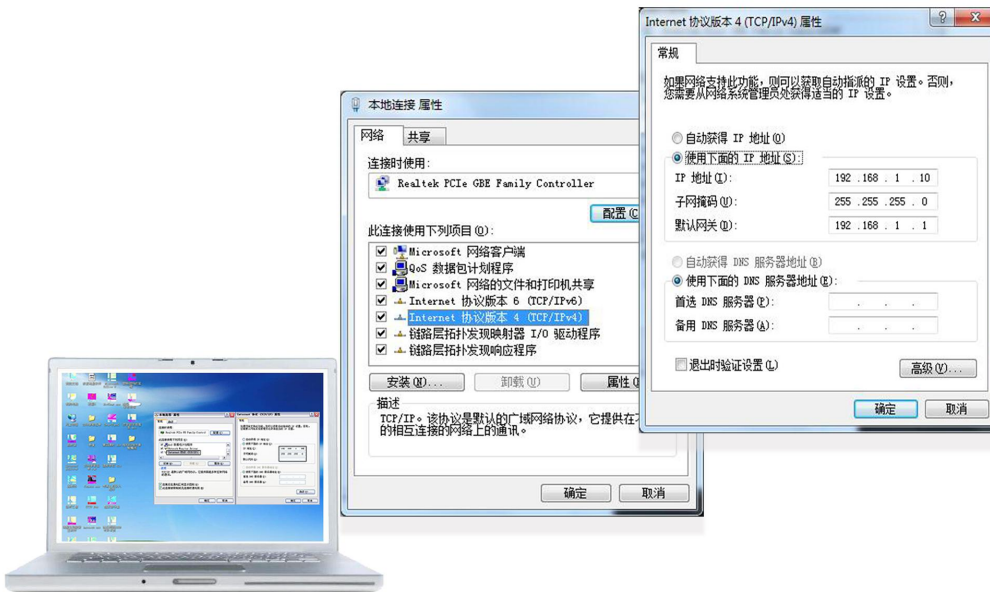 Internet 协议版本 4 (TCP/IPv4) 属性
常规
如果网络支持此功能，则可以获取自动指派的 IP 设置。否则，
您需要从网络系统管理员处获得适当的 IP 设置。
自动获得 IP 地址(O)
使用下面的 IP 地址(S):
IP 地址(I): 192 .168 . 1 . 10
子网掩码(U): 255 .255 .255 . 0
默认网关(D): 192 .168 . 1 . 1
自动获得 DNS 服务器地址(B)
使用下面的 DNS 服务器地址(E):
首选 DNS 服务器(P): . . .
备用 DNS 服务器(A): . . .
退出时验证设置(L)
高级(V)...
确定 取消
本地连接 属性
网络 共享
连接时使用:
Realtek PCIe GBE Family Controller
配置(C
此连接使用下列项目(O):
Microsoft 网络客户端
QoS 数据包计划程序
Microsoft 网络的文件和打印机共享
Internet 协议版本 6 (TCP/IPv6)
Internet 协议版本 4 (TCP/IPv4)
链路层拓扑发现映射器 I/O 驱动程序
链路层拓扑发现响应程序
安装(N)... 卸载(U) 属性(
描述
TCP/IP。该协议是默认的广域网络协议，它提供在
的相互连接的网络上的通讯。
确定 取消